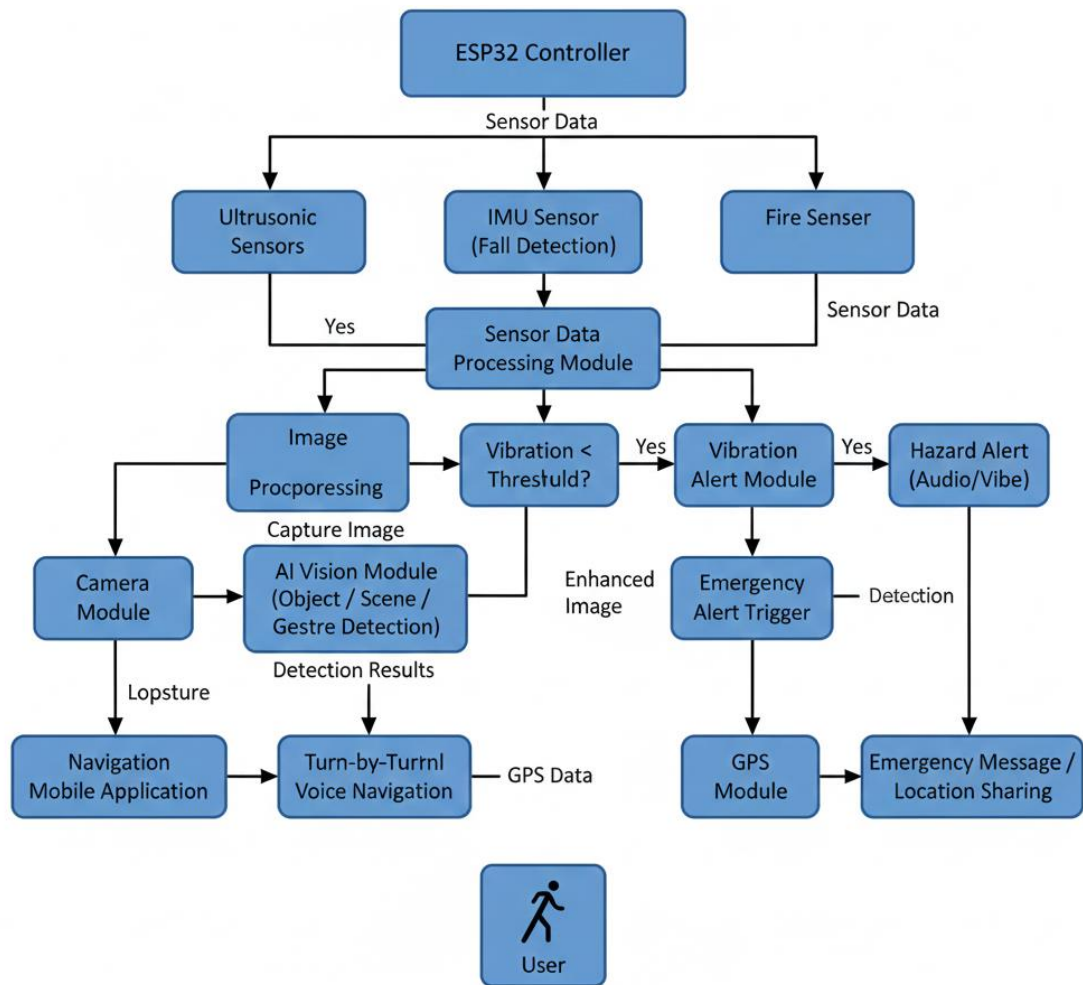 ESP32 Controller
Sensor Data
Ultrusonic
Sensors
IMU Sensor
(Fall Detection)
Fire Senser
Yes
Sensor Data
Processing Module
Sensor Data
Image
Procporessing
Vibration <
Threstuld?
Yes
Vibration
Alert Module
Yes
Hazard Alert
(Audio/Vibe)
Capture Image
Camera
Module
AI Vision Module
(Object / Scene /
Gestre Detection)
Enhanced
Image
Emergency
Alert Trigger
Detection
Detection Results
Lopsture
Navigation
Mobile Application
Turn-by-Turrnl
Voice Navigation
GPS Data
GPS
Module
Emergency Message /
Location Sharing
User